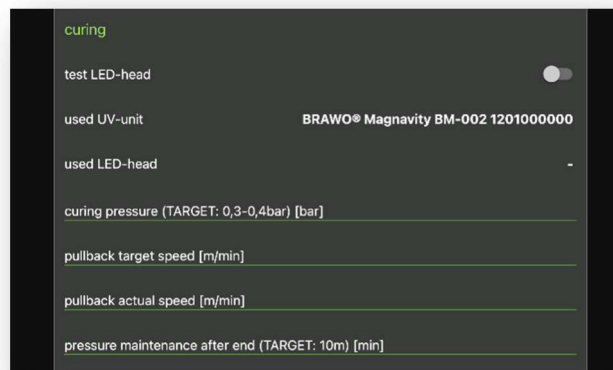 curing
test LED-head
used UV-unit BRAWO® Magnavity BM-002 1201000000
used LED-head -
curing pressure (TARGET: 0,3-0,4bar) [bar]
pullback target speed [m/min]
pullback actual speed [m/min]
pressure maintenance after end (TARGET: 10m) [min]